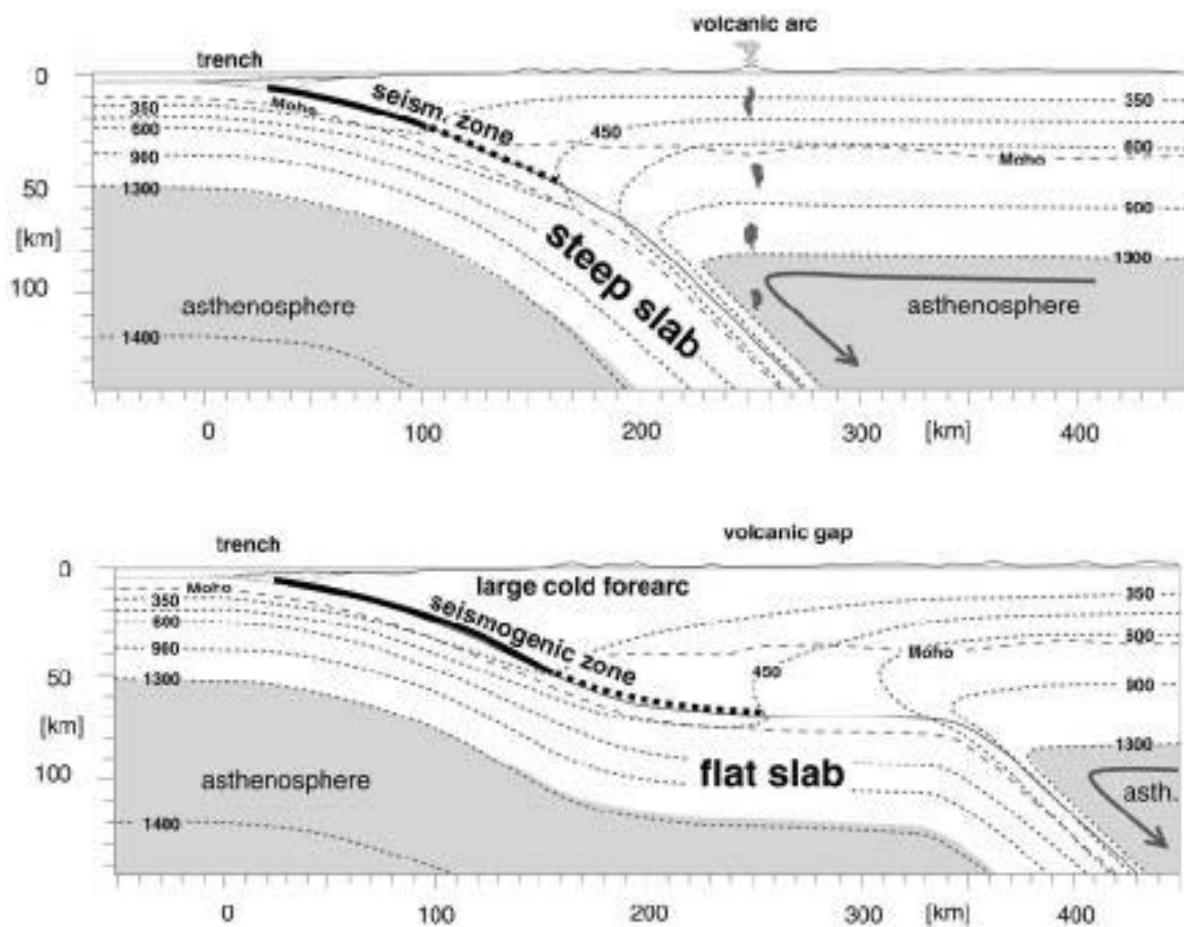 volcanic arc
trench
0
350
Moho
seism. zone
450
350
600
600
Moho
900
50
1300
900
[km]
steep slab
1300
100
asthenosphere
asthenosphere
1400
0 100 200 300 [km] 400
volcanic gap
trench
0
Moho
large cold forearc
350
350
seismogenic zone
600
600
Moho
900
450
50
1300
900
[km]
1300
100
flat slab
asthenosphere
asth.
1400
0 100 200 300 [km] 400